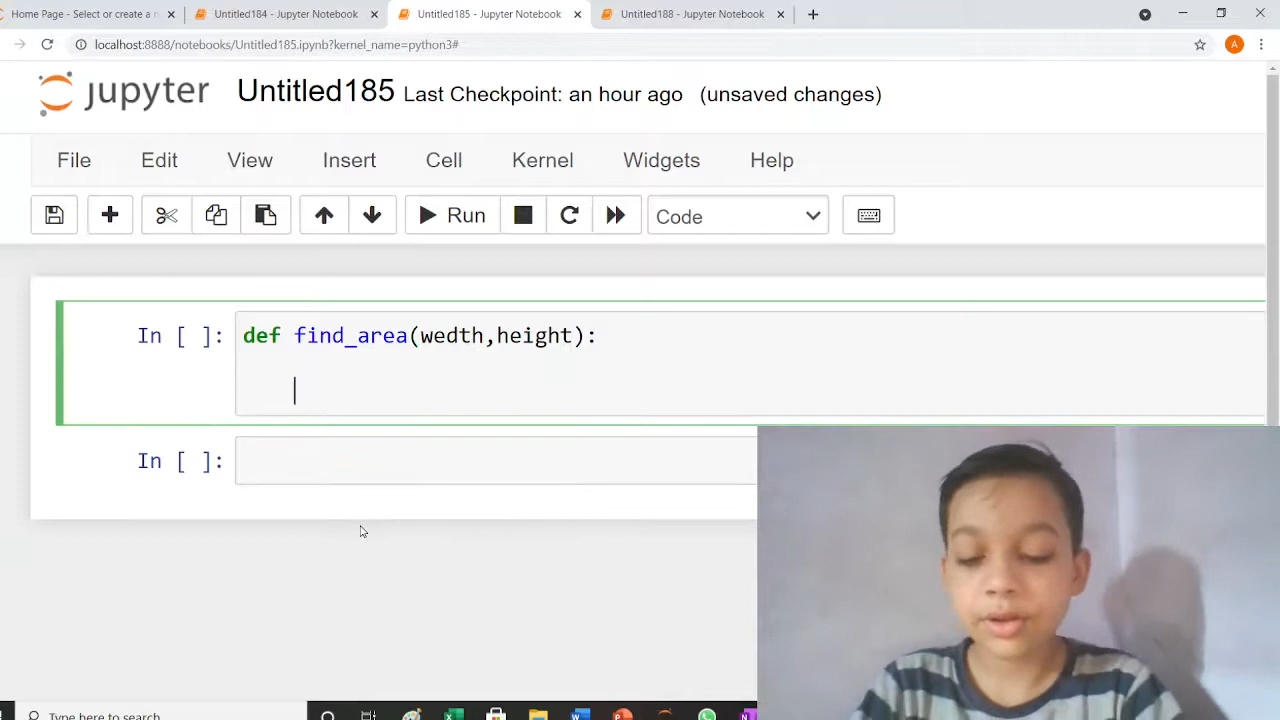 Home Page - Select or create a n
Untitled184 - Jupyter Notebook
Untitled185 - Jupyter Notebook
Untitled188 - Jupyter Notebook
localhost:8888/notebooks/Untitled185.ipynb?kernel_name=python3#
A
jupyter Untitled185 Last Checkpoint: an hour ago (unsaved changes)
File Edit View Insert Cell Kernel Widgets Help
Run Code
In [ ]: def find_area(wedth,height):
In [ ]:
Type here to search